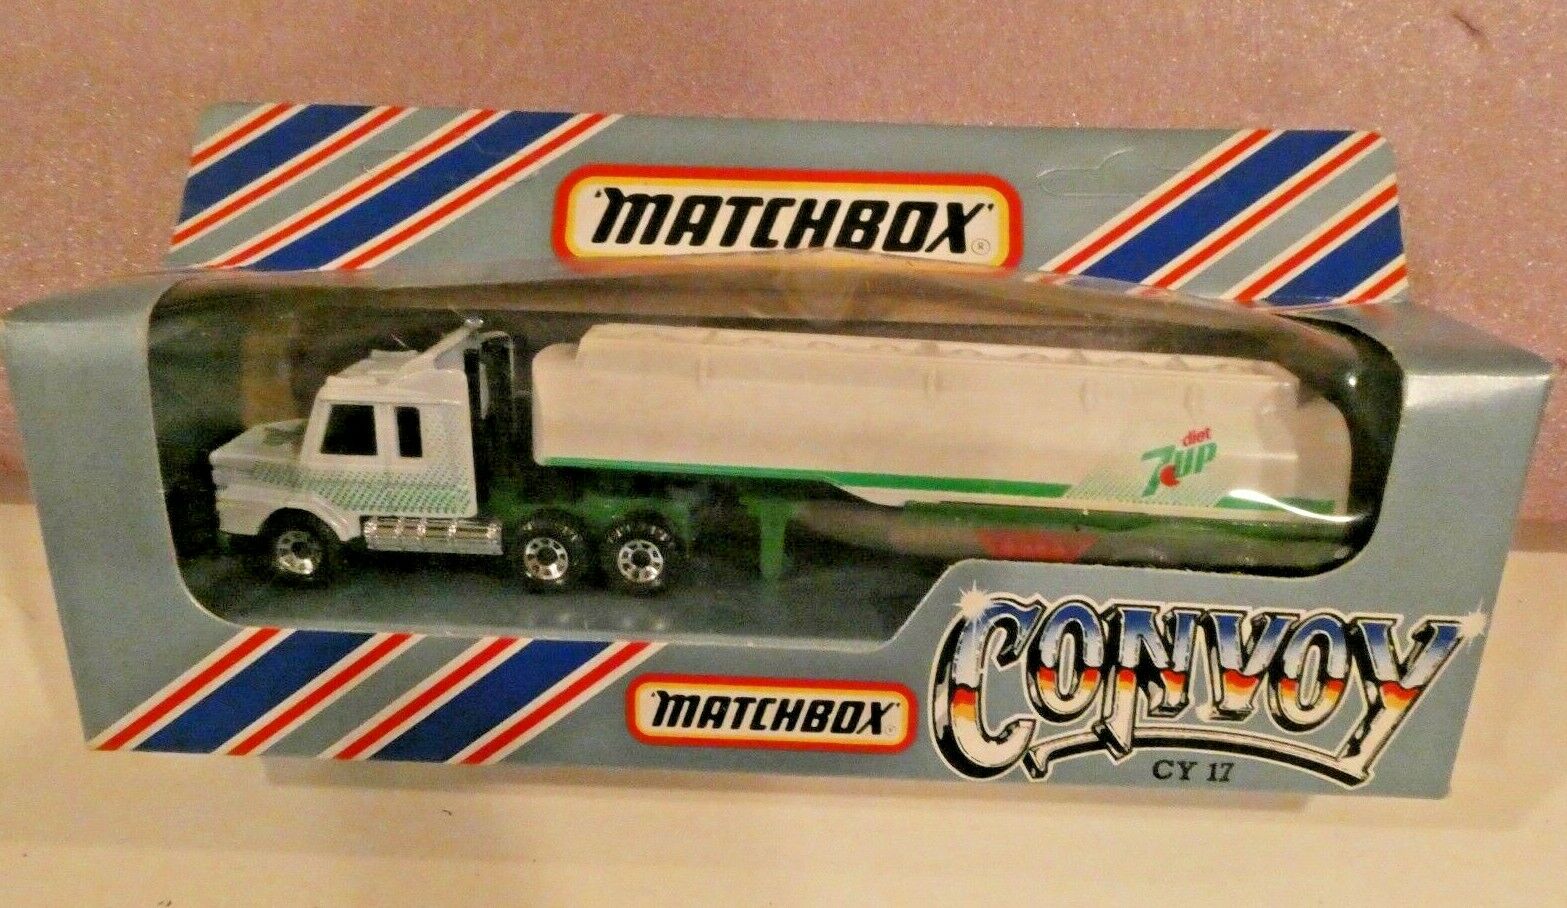 MATCHBOX
®
diet
7UP
MATCHBOX
CONVOY
CY 17